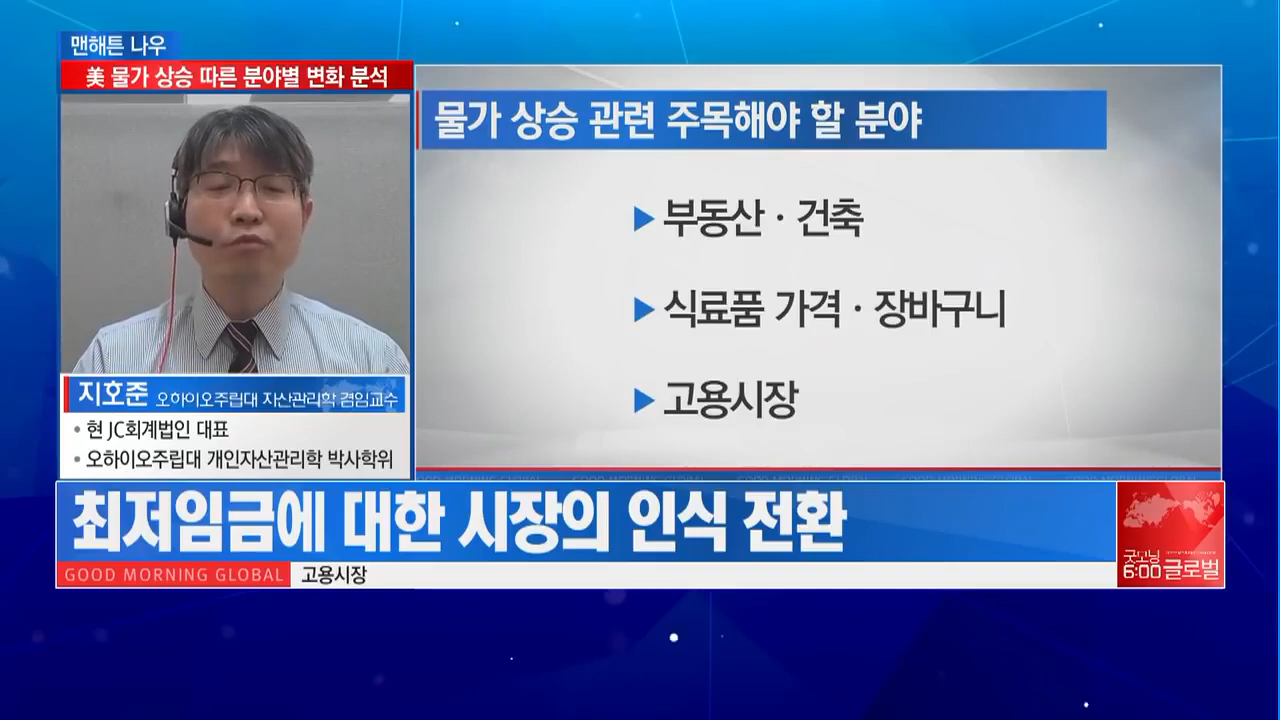 맨해튼 나우
美 물가 상승 따른 분야별 변화 분석
물가 상승 관련 주목해야 할 분야
▶ 부동산 · 건축
▶ 식료품 가격 · 장바구니
▶ 고용시장
지호준 오하이오주립대 자산관리학 겸임교수
• 현 JC회계법인 대표
• 오하이오주립대 개인자산관리학 박사학위
최저임금에 대한 시장의 인식 전환
GOOD MORNING GLOBAL 고용시장
굿모닝
6:00 글로벌